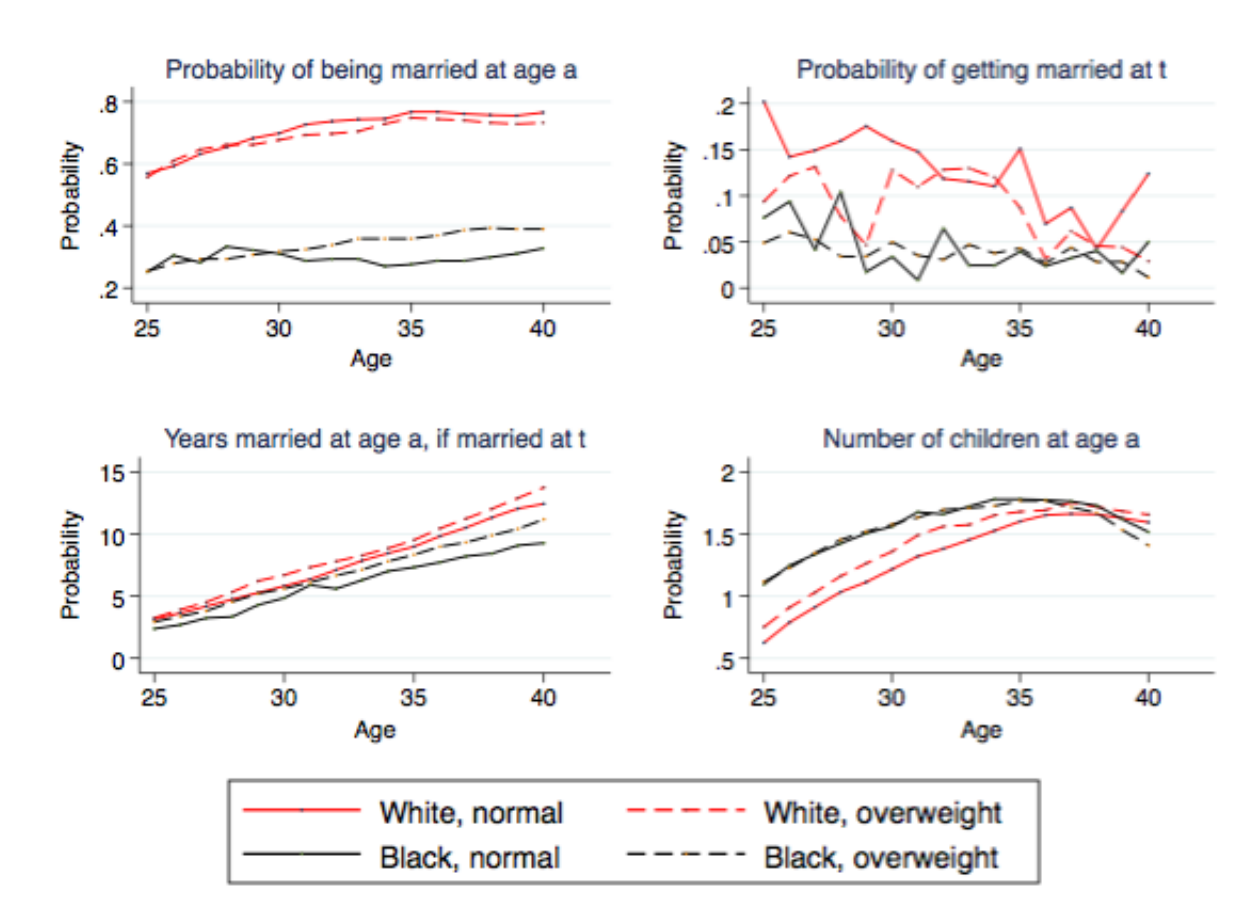 Probability of being married at age a
Probability
.8
.6
.4
.2
25 30 35 40
Age
Probability of getting married at t
Probability
.2
.15
.1
.05
0
25 30 35 40
Age
Years married at age a, if married at t
Probability
15
10
5
0
25 30 35 40
Age
Number of children at age a
Probability
2
1.5
1
.5
25 30 35 40
Age
White, normal White, overweight
Black, normal Black, overweight